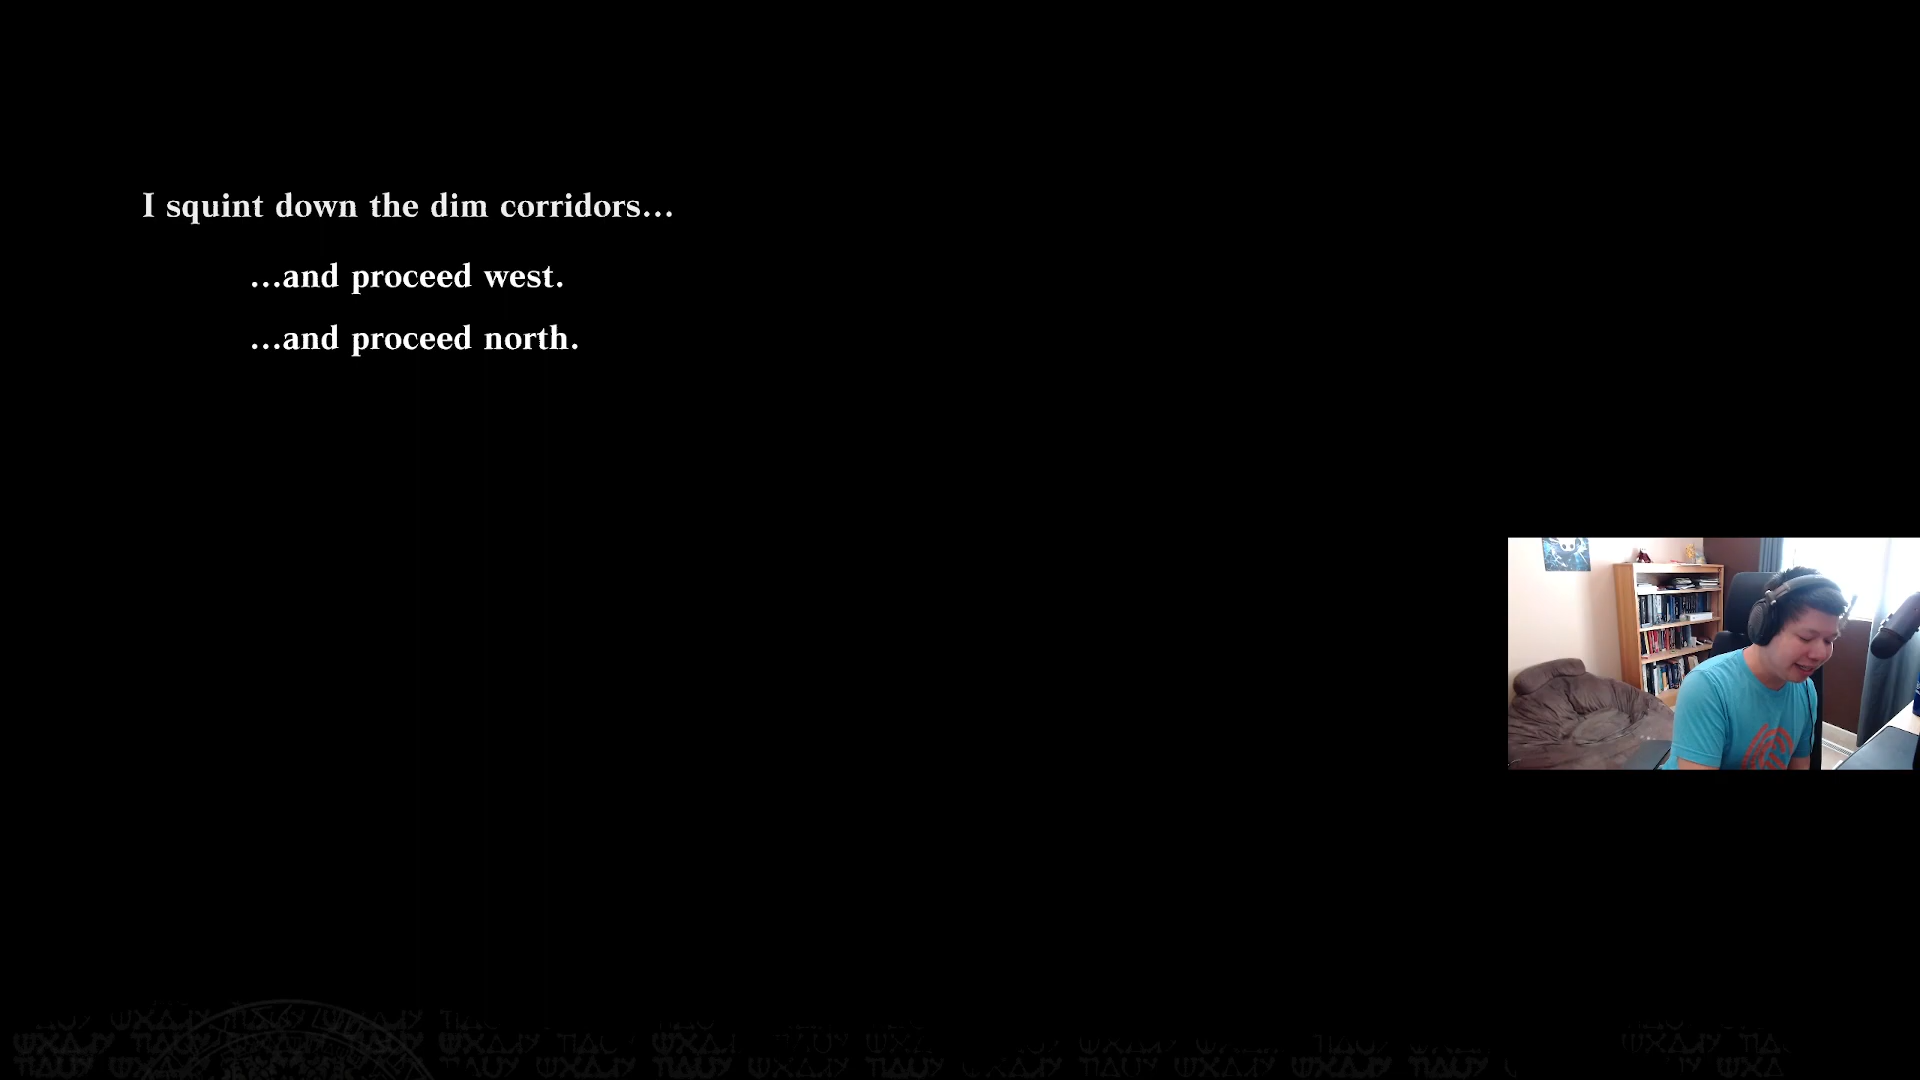 I squint down the dim corridors...
...and proceed west.
...and proceed north.